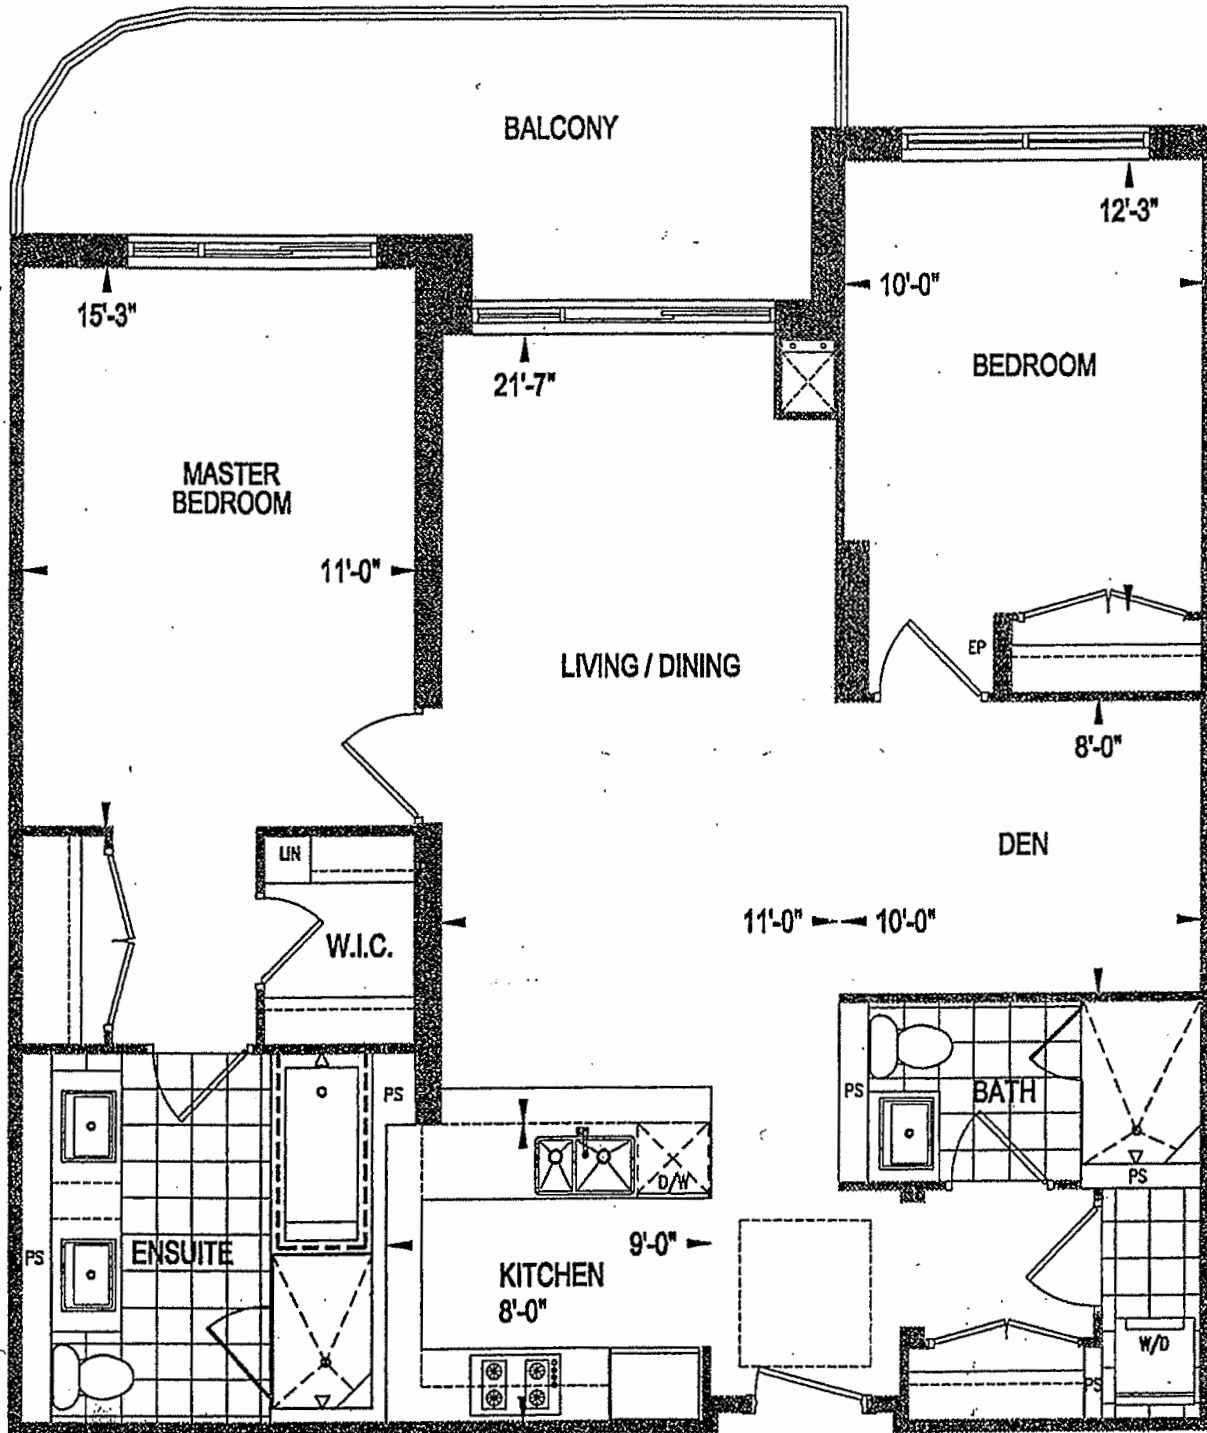 BALCONY
12'-3"
10'-0"
15'-3"
BEDROOM
21'-7"
MASTER
BEDROOM
11'-0"
EP
LIVING / DINING
8'-0"
DEN
LIN
11'-0"
10'-0"
W.I.C.
PS
PS
BATH
D/W
PS
ENSUITE
PS
9'-0"
KITCHEN
8'-0"
W/D
PS